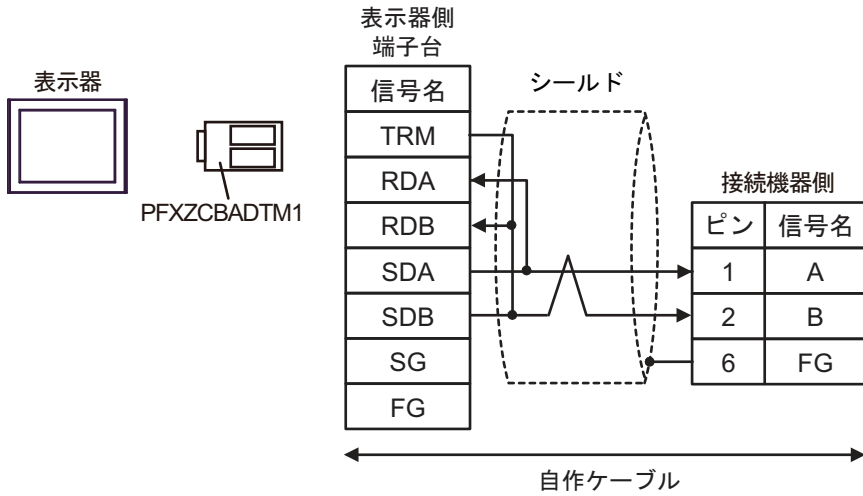 表示器
PFXZCBADTM1
表示器側
端子台
信号名
TRM
RDA
RDB
SDA
SDB
SG
FG
シールド
接続機器側
ピン 信号名
1 A
2 B
6 FG
自作ケーブル